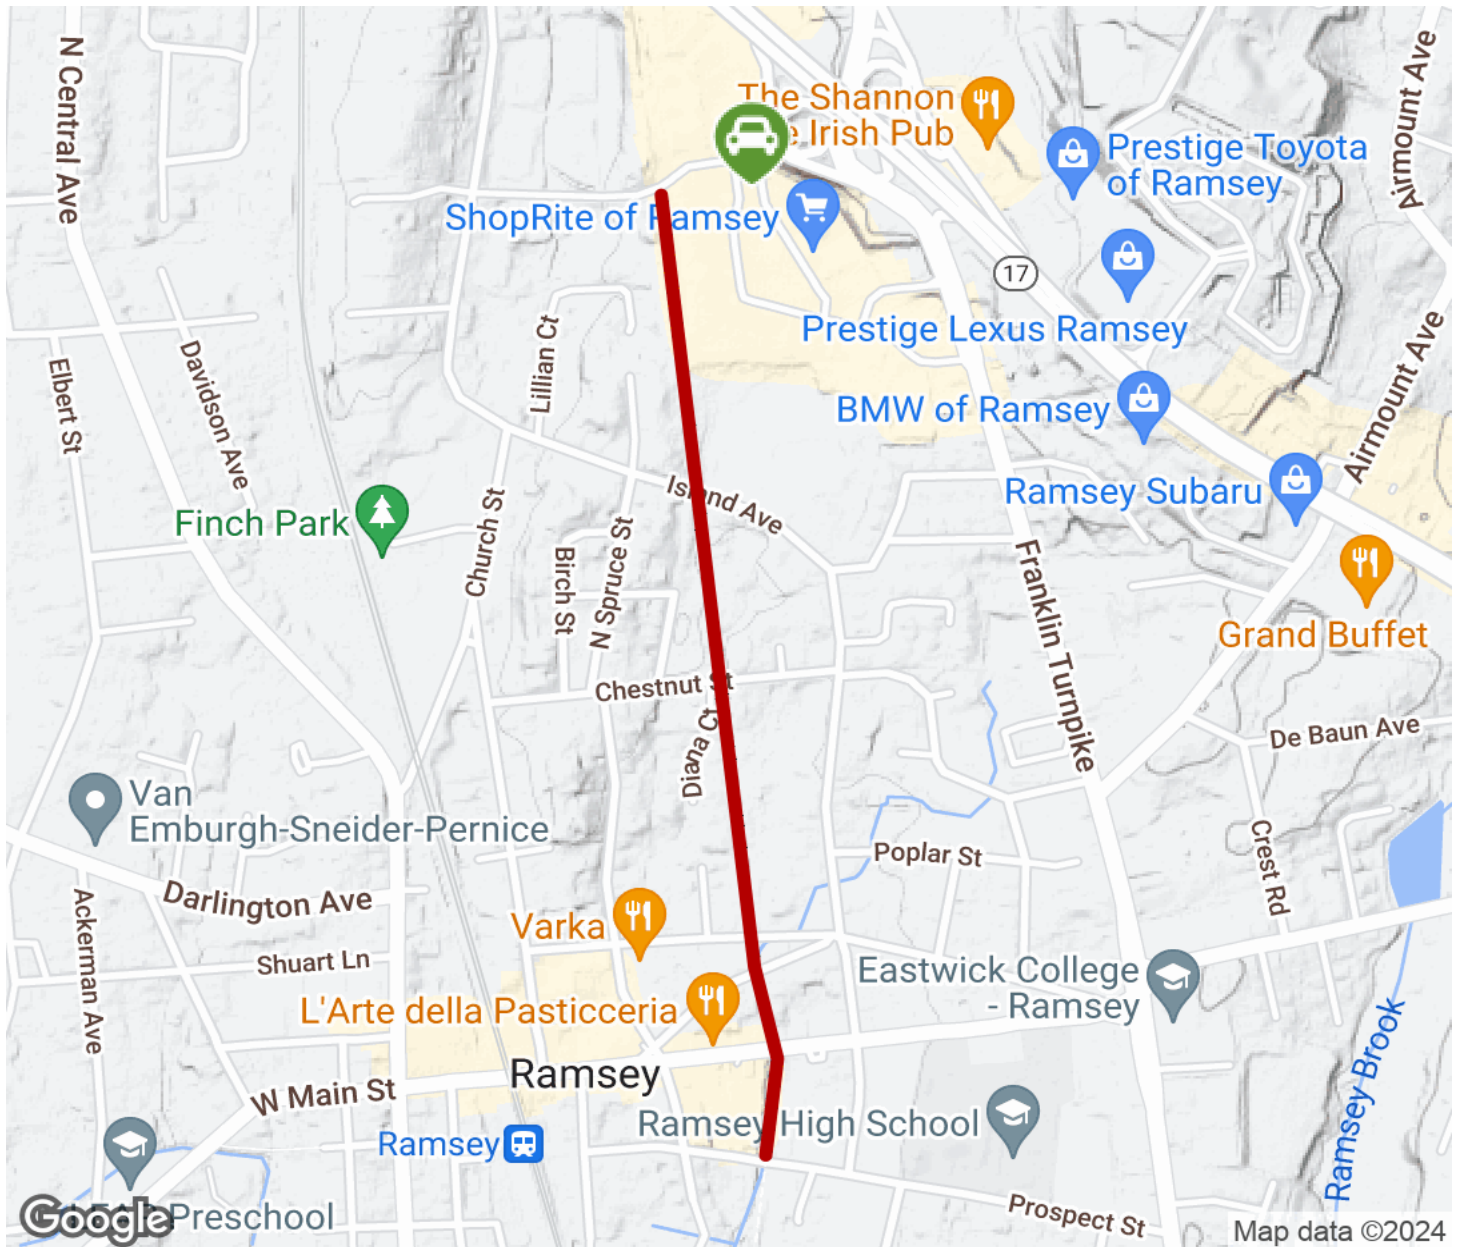 N Central Ave
The Shannon
e Irish Pub
Prestige Toyota
of Ramsey
Airmount Ave
ShopRite of Ramsey
17
Prestige Lexus Ramsey
Lillian Ct
Elbert St
Davidson Ave
BMW of Ramsey
Airmount Ave
Ramsey Subaru
Island Ave
Finch Park
Church St
Birch St
N Spruce St
Franklin Turnpike
Grand Buffet
Chestnut St
Diana Ct
De Baun Ave
Van
Emburgh-Sneider-Pernice
Poplar St
Crest Rd
Darlington Ave
Ackerman Ave
Varka
Shuart Ln
Eastwick College
- Ramsey
L'Arte della Pasticceria
Ramsey
W Main St
Ramsey High School
Ramsey Brook
Ramsey
Preschool
Google
Prospect St
Map data ©2024